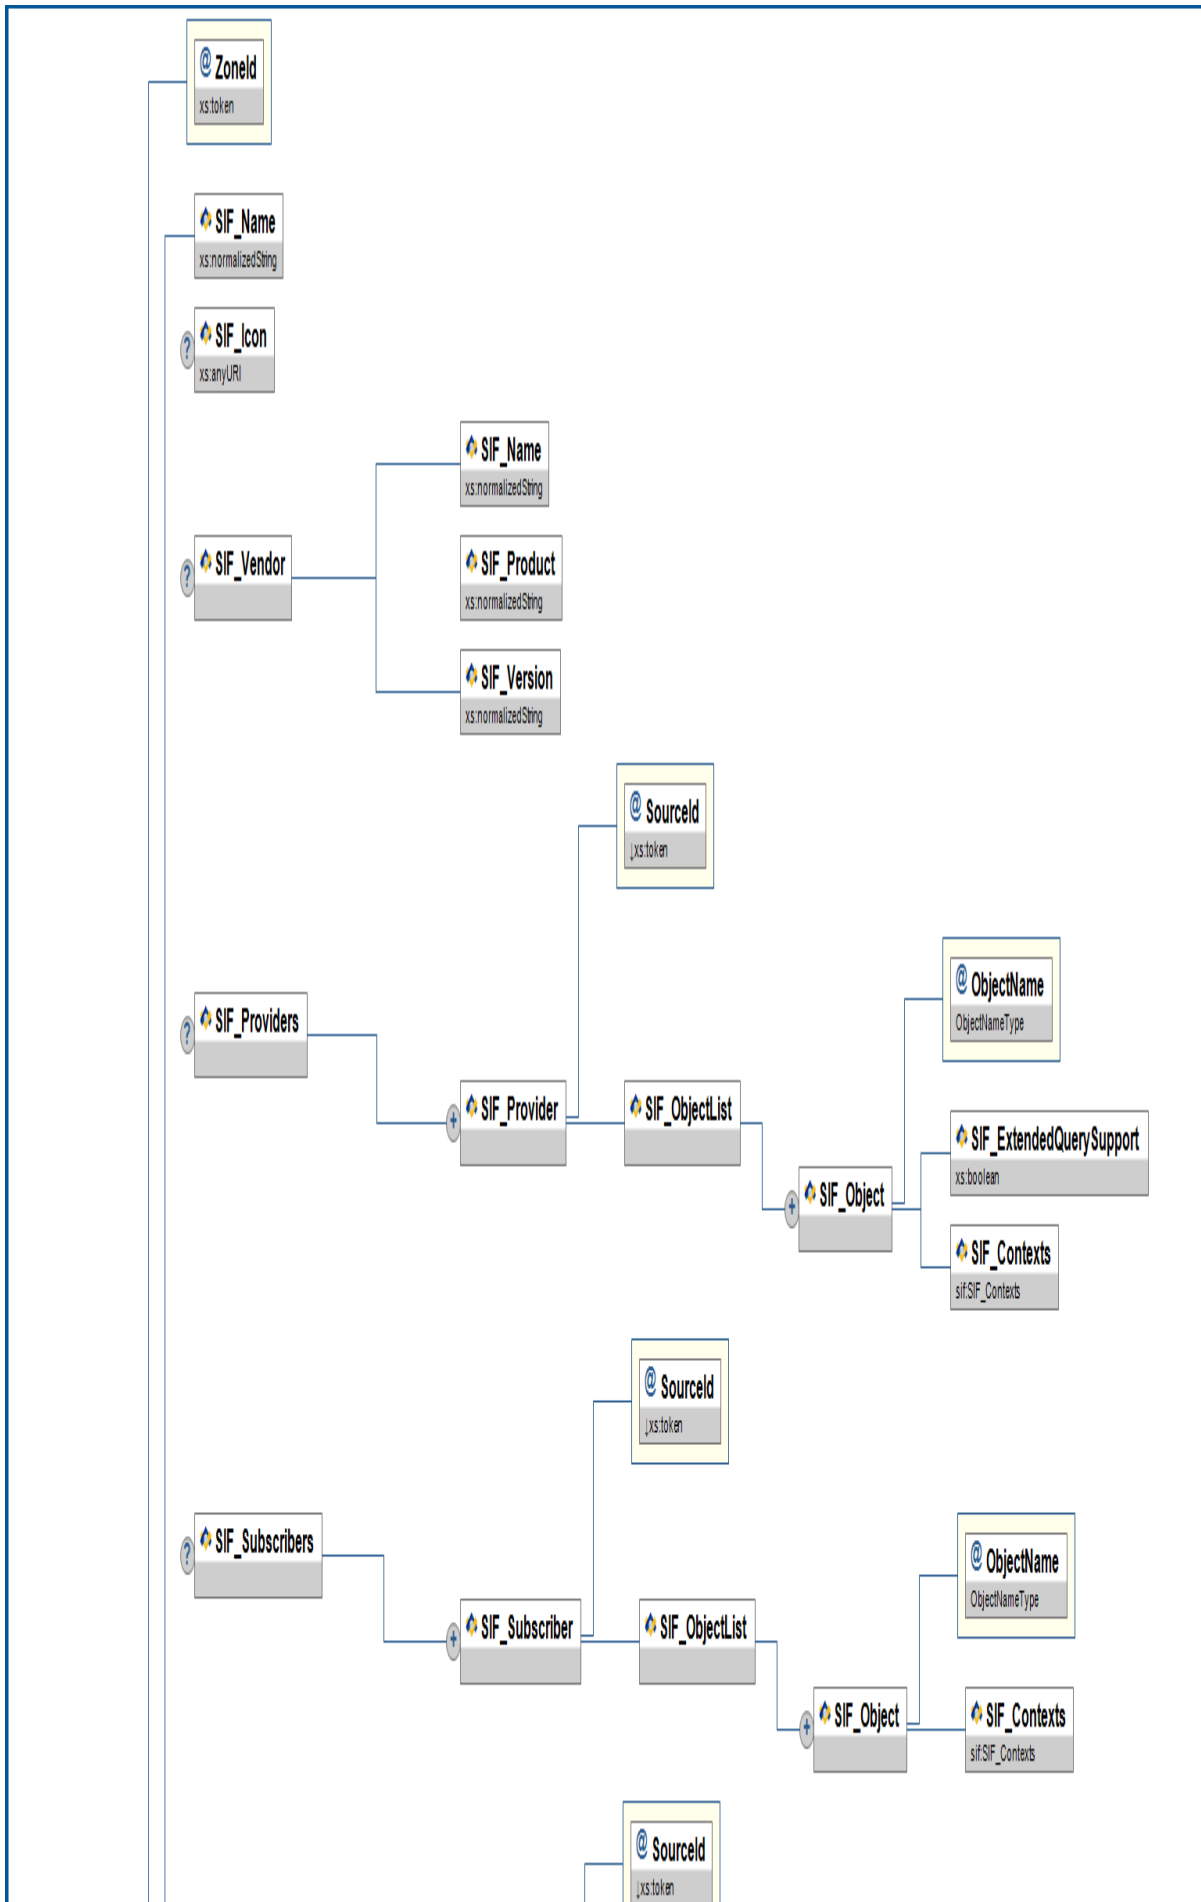 @ ZoneId
xs:token
SIF_Name
xs:normalizedString
? SIF_Icon
xs:anyURI
SIF_Name
xs:normalizedString
? SIF_Vendor
SIF_Product
xs:normalizedString
SIF_Version
xs:normalizedString
@ SourceId
↓xs:token
@ ObjectName
ObjectNameType
? SIF_Providers
+ SIF_Provider
SIF_ObjectList
SIF_ExtendedQuerySupport
xs:boolean
+ SIF_Object
SIF_Contexts
sif:SIF_Contexts
@ SourceId
↓xs:token
? SIF_Subscribers
@ ObjectName
ObjectNameType
+ SIF_Subscriber
SIF_ObjectList
+ SIF_Object
SIF_Contexts
sif:SIF_Contexts
@ SourceId
↓xs:token